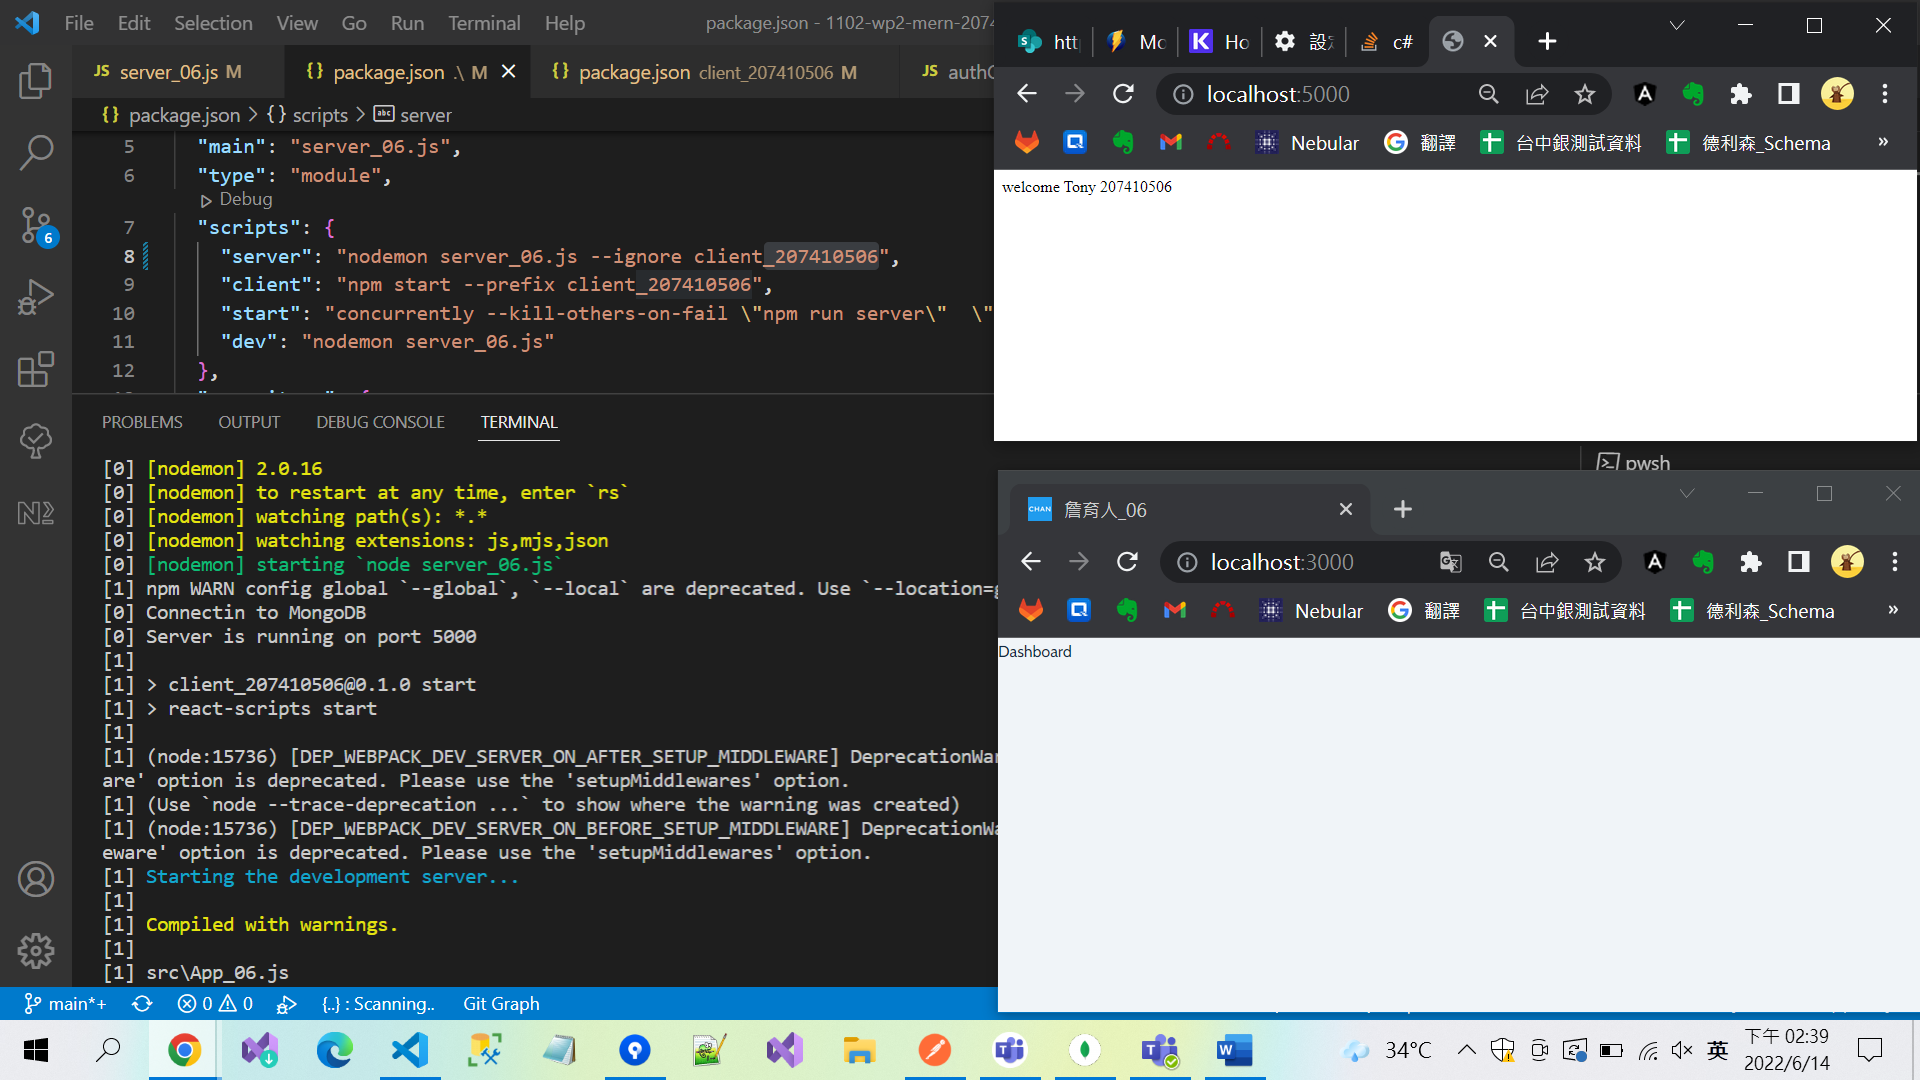 File Edit Selection View Go Run Terminal Help package.json - 1102-wp2-mern-2074
JS server_06.js M {} package.json .\ M {} package.json client_207410506 M JS auth
{} package.json > {} scripts > abc server
5 "main": "server_06.js",
6 "type": "module",
Debug
7 "scripts": {
8 "server": "nodemon server_06.js --ignore client_207410506",
9 "client": "npm start --prefix client_207410506",
10 "start": "concurrently --kill-others-on-fail \"npm run server\"  \"
11 "dev": "nodemon server_06.js"
12 },
PROBLEMS OUTPUT DEBUG CONSOLE TERMINAL
pwsh
[0] [nodemon] 2.0.16
[0] [nodemon] to restart at any time, enter `rs`
[0] [nodemon] watching path(s): *.*
[0] [nodemon] watching extensions: js,mjs,json
[0] [nodemon] starting `node server_06.js`
[1] npm WARN config global `--global`, `--local` are deprecated. Use `--location=g
[0] Connectin to MongoDB
[0] Server is running on port 5000
[1]
[1] > client_207410506@0.1.0 start
[1] > react-scripts start
[1]
[1] (node:15736) [DEP_WEBPACK_DEV_SERVER_ON_AFTER_SETUP_MIDDLEWARE] DeprecationWar
are' option is deprecated. Please use the 'setupMiddlewares' option.
[1] (Use `node --trace-deprecation ...` to show where the warning was created)
[1] (node:15736) [DEP_WEBPACK_DEV_SERVER_ON_BEFORE_SETUP_MIDDLEWARE] DeprecationWa
eware' option is deprecated. Please use the 'setupMiddlewares' option.
[1] Starting the development server...
[1]
[1] Compiled with warnings.
[1]
[1] src\App_06.js
main*+ 0 0 {..} : Scanning.. Git Graph
htt Mo K Ho 設 c#
localhost:5000
Nebular 翻譯 台中銀測試資料 德利森_Schema »
welcome Tony 207410506
CHAN 詹育人_06
localhost:3000
Nebular 翻譯 台中銀測試資料 德利森_Schema »
Dashboard
34°C 英 下午 02:39
2022/6/14